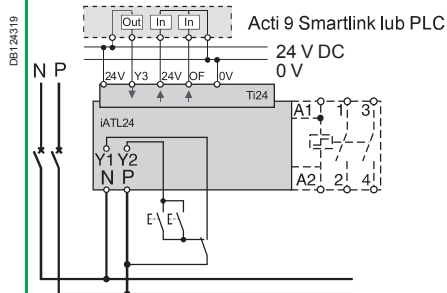 DB124319
Out In In Acti 9 Smartlink lub PLC
24 V DC
0 V
N P
24V Y3 24V OF 0V
Ti24
iATL24
A1 1 3
Y1 Y2
N P
A2 2 4
E E